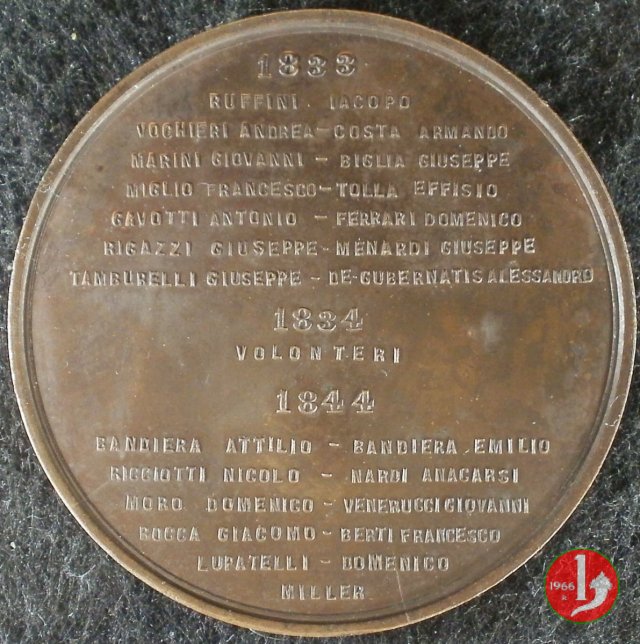 1833
RUFFINI IACOPO
VOCHIERI ANDREA - COSTA ARMANDO
MARINI GIOVANNI - BIGLIA GIUSEPPE
MIGLIO FRANCESCO - TOLLA EFFISIO
GAVOTTI ANTONIO - FERRARI DOMENICO
RIGAZZI GIUSEPPE - MENARDI GIUSEPPE
TAMBURELLI GIUSEPPE - DE-GUBERNATIS ALESSANDRO
1834
VOLONTERI
1844
BANDIERA ATTILIO - BANDIERA EMILIO
RICCIOTTI NICOLO - NARDI ANACARSI
MORO DOMENICO - VENERUCCI GIOVANNI
ROCCA GIACOMO - BERTI FRANCESCO
LUPATELLI - DOMENICO
MILLER
1966